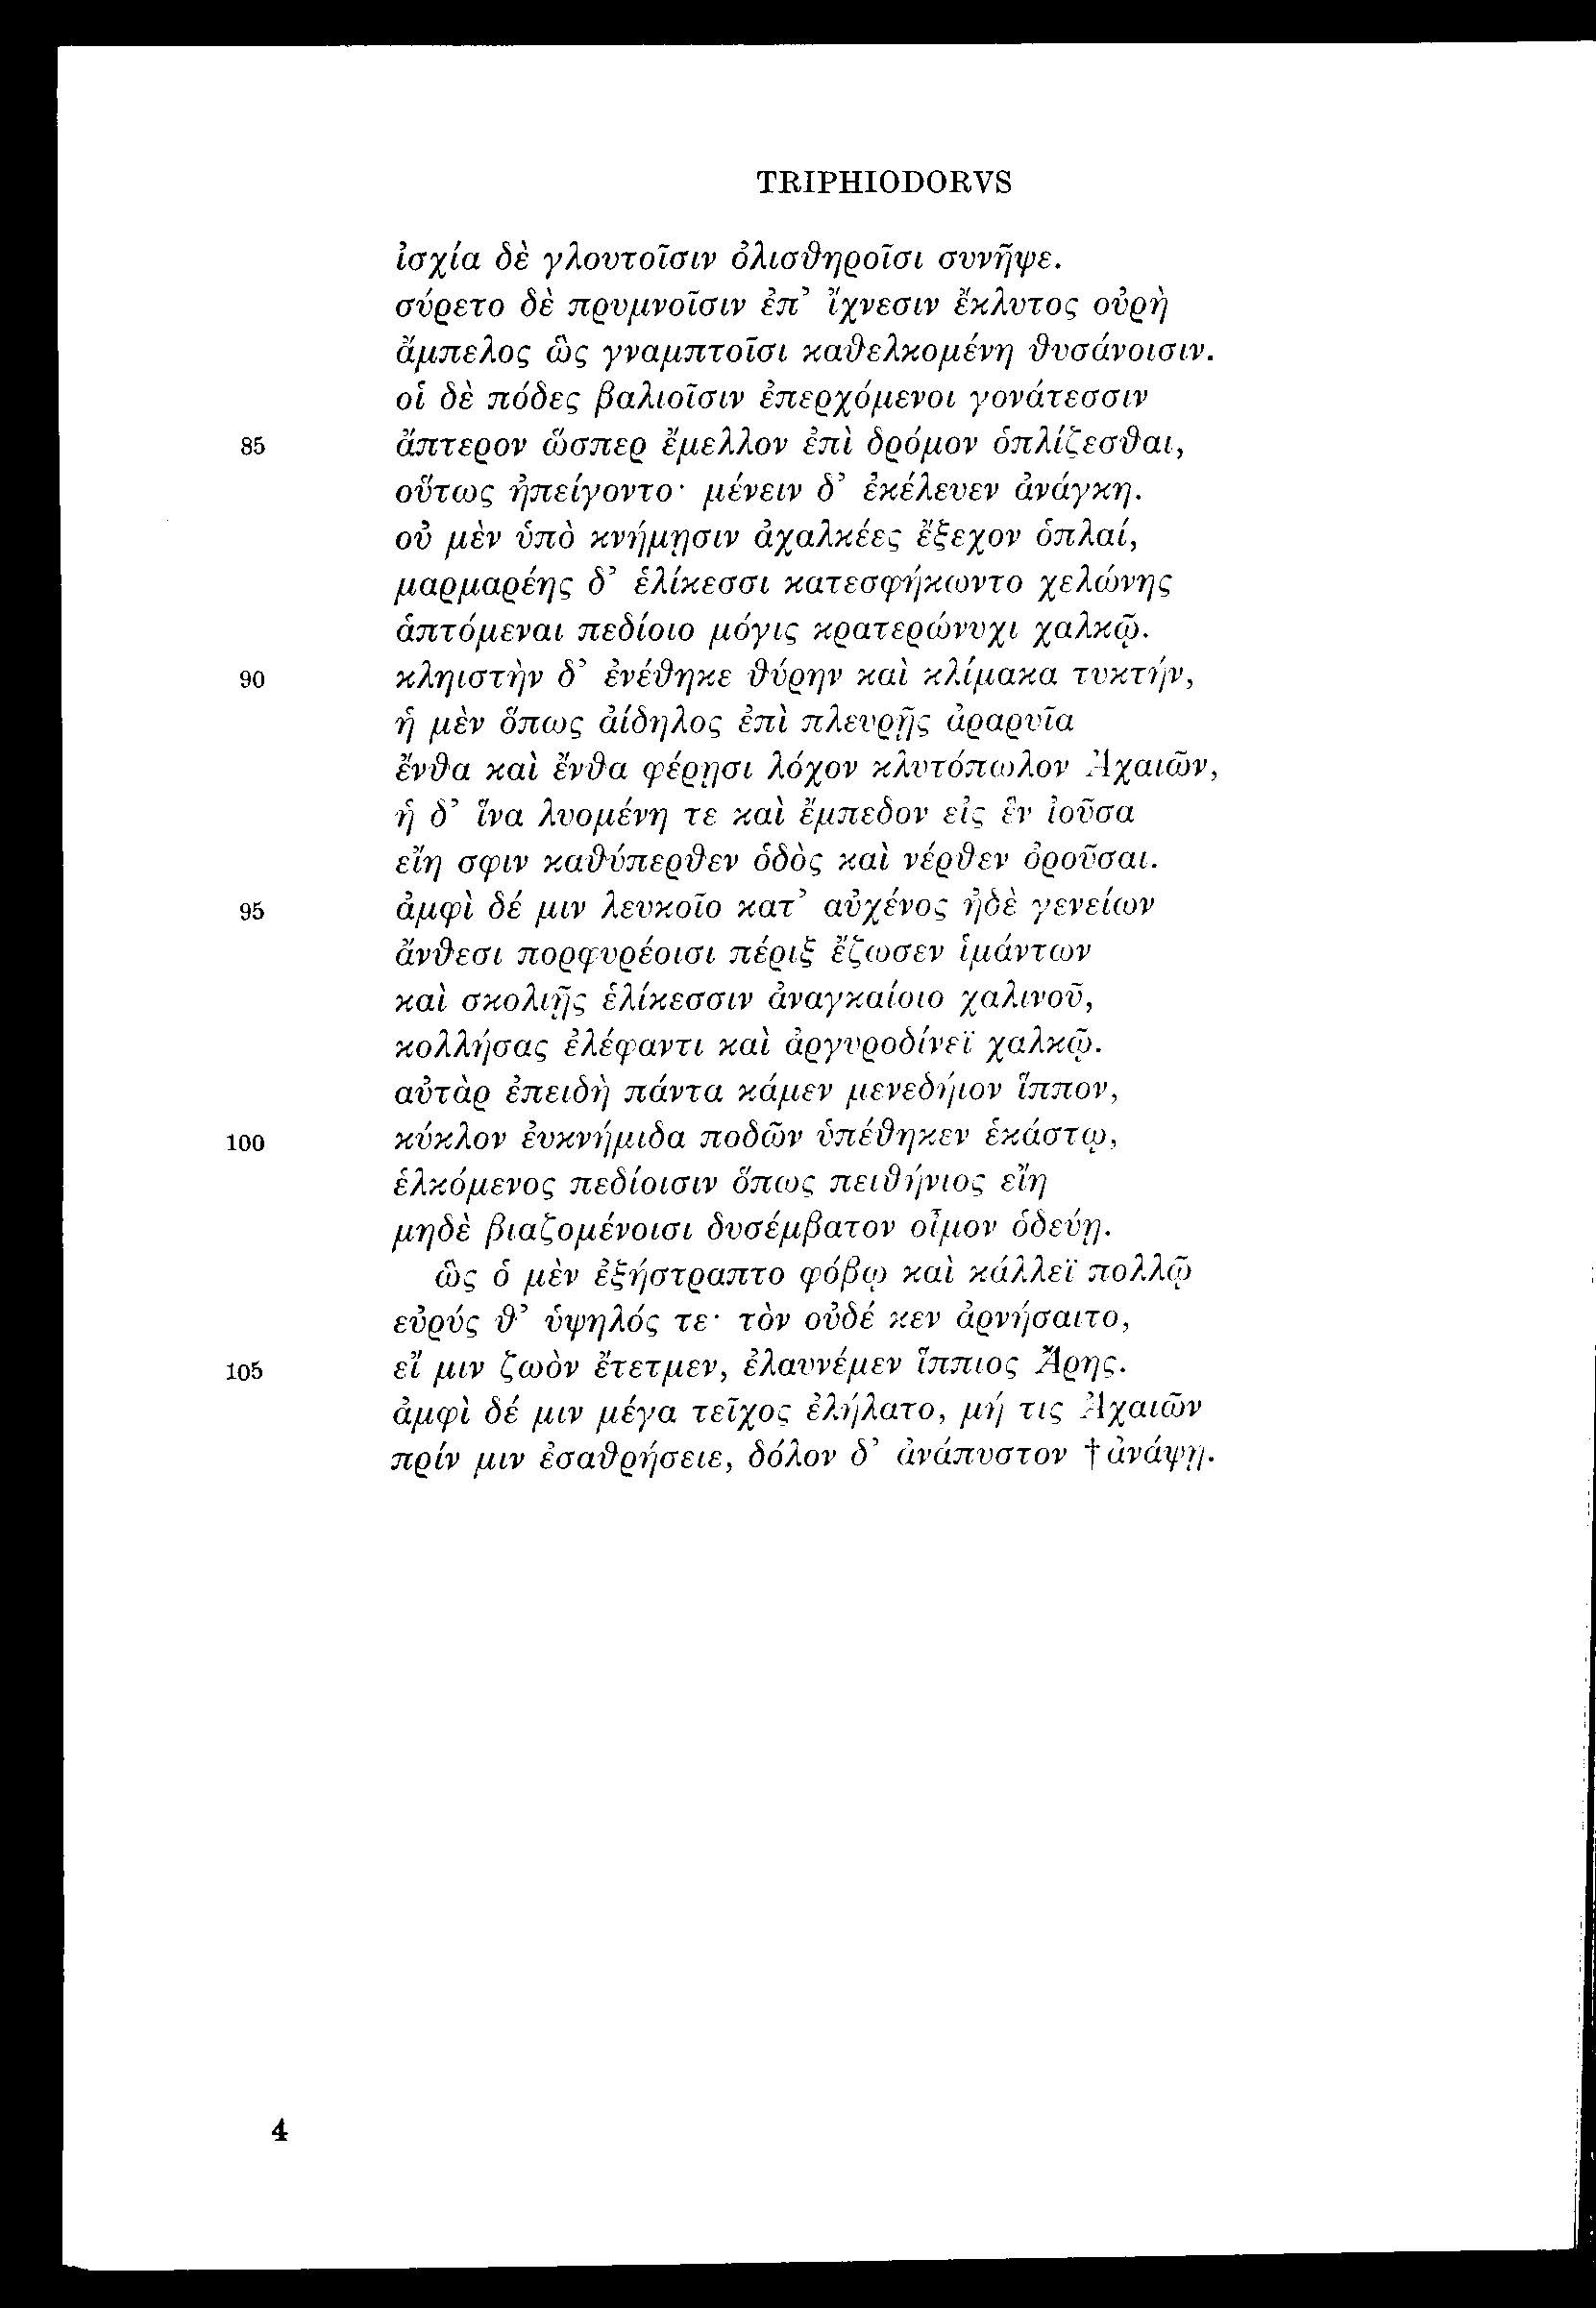 TRIPHIODORVS
ἰσχία δὲ γλουτοῖσιν ὀλισθηροῖσι συνῆψε.
σύρετο δὲ πρυμνοῖσιν ἐπ’ ἴχνεσιν ἔκλυτος οὐρὴ
ἄμπελος ὣς γναμπτοῖσι καθελκομένη θυσάνοισιν.
οἱ δὲ πόδες βαλιοῖσιν ἐπερχόμενοι γονάτεσσιν
85 ἄπτερον ὥσπερ ἔμελλον ἐπὶ δρόμον ὁπλίζεσθαι,
οὕτως ἠπείγοντο· μένειν δ’ ἐκέλευεν ἀνάγκη.
οὐ μὲν ὑπὸ κνήμῃσιν ἀχαλκέες ἔξεχον ὁπλαί,
μαρμαρέης δ’ ἑλίκεσσι κατεσφήκωντο χελώνης
ἁπτόμεναι πεδίοιο μόγις κρατερώνυχι χαλκῷ.
90 κληιστὴν δ’ ἐνέθηκε θύρην καὶ κλίμακα τυκτήν,
ἡ μὲν ὅπως ἀίδηλος ἐπὶ πλευρῇς ἀραρυῖα
ἔνθα καὶ ἔνθα φέρῃσι λόχον κλυτόπωλον Ἀχαιῶν,
ἡ δ’ ἵνα λυομένη τε καὶ ἔμπεδον εἰς ἓν ἰοῦσα
εἴη σφιν καθύπερθεν ὁδὸς καὶ νέρθεν ὀροῦσαι.
95 ἀμφὶ δέ μιν λευκοῖο κατ’ αὐχένος ἠδὲ γενείων
ἄνθεσι πορφυρέοισι πέριξ ἔζωσεν ἱμάντων
καὶ σκολιῇς ἑλίκεσσιν ἀναγκαίοιο χαλινοῦ,
κολλήσας ἐλέφαντι καὶ ἀργυροδίνεϊ χαλκῷ.
αὐτὰρ ἐπειδὴ πάντα κάμεν μενεδήιον ἵππον,
100 κύκλον ἐυκνήμιδα ποδῶν ὑπέθηκεν ἑκάστῳ,
ἑλκόμενος πεδίοισιν ὅπως πειθήνιος εἴη
μηδὲ βιαζομένοισι δυσέμβατον οἶμον ὁδεύῃ.
ὣς ὁ μὲν ἐξήστραπτο φόβῳ καὶ κάλλεϊ πολλῷ
εὐρύς θ’ ὑψηλός τε· τὸν οὐδέ κεν ἀρνήσαιτο,
105 εἴ μιν ζωὸν ἔτετμεν, ἐλαυνέμεν ἵππιος Ἄρης.
ἀμφὶ δέ μιν μέγα τεῖχος ἐλήλατο, μή τις Ἀχαιῶν
πρίν μιν ἐσαθρήσειε, δόλον δ’ ἀνάπυστον †ἀνάψῃ.
4